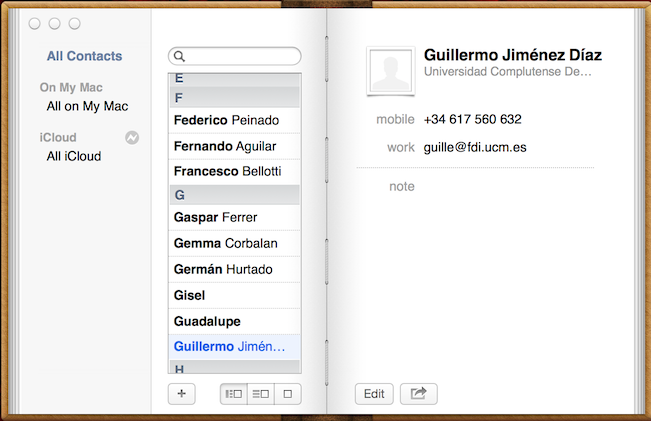 All Contacts
On My Mac
All on My Mac
iCloud
All iCloud
E
F
Federico Peinado
Fernando Aguilar
Francesco Bellotti
G
Gaspar Ferrer
Gemma Corbalan
Germán Hurtado
Gisel
Guadalupe
Guillermo Jimén...
H
+
Guillermo Jiménez Díaz
Universidad Complutense De...
mobile +34 617 560 632
work guille@fdi.ucm.es
note
Edit